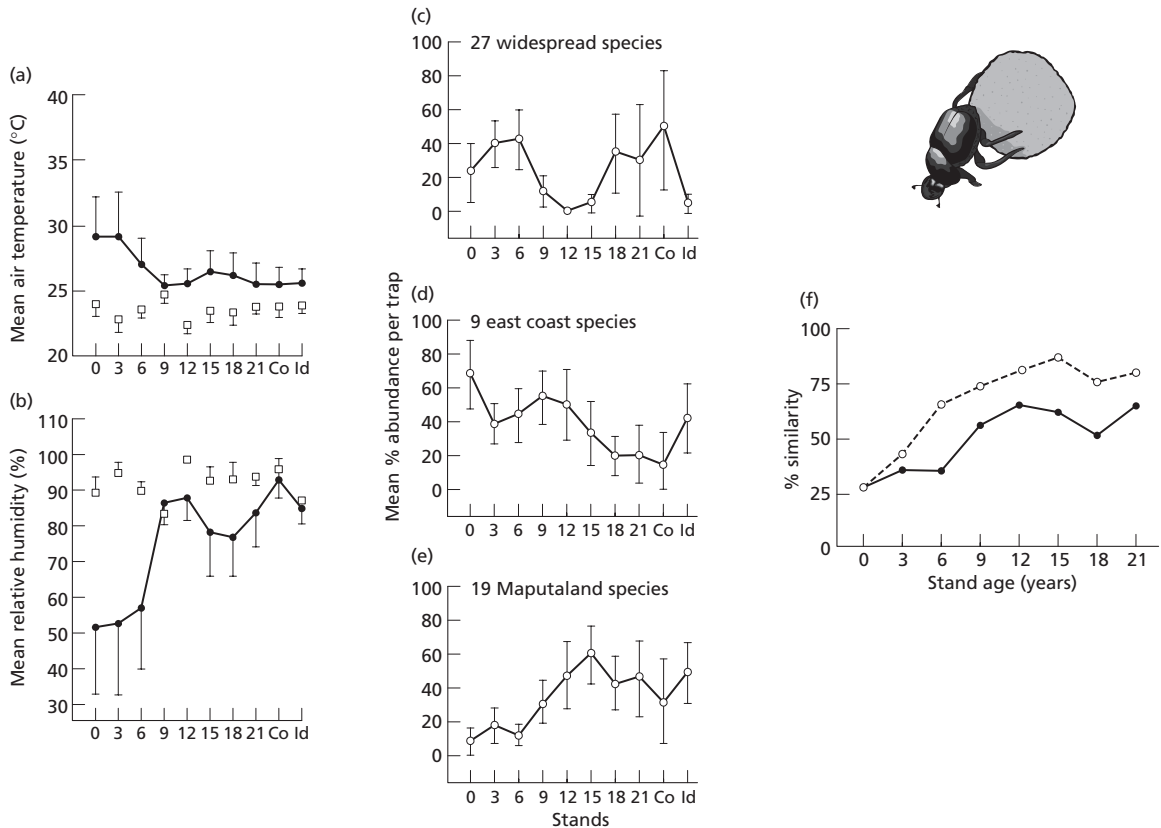 (a)
Mean air temperature (°C)
40
35
30
25
20
0 3 6 9 12 15 18 21 Co Id
(b)
Mean relative humidity (%)
110
100
90
80
70
60
50
40
30
0 3 6 9 12 15 18 21 Co Id
Mean % abundance per trap
(c)
27 widespread species
100
80
60
40
20
0
0 3 6 9 12 15 18 21 Co Id
(d)
9 east coast species
100
80
60
40
20
0
0 3 6 9 12 15 18 21 Co Id
(e)
19 Maputaland species
100
80
60
40
20
0
0 3 6 9 12 15 18 21 Co Id
Stands
(f)
% similarity
100
75
50
25
0
0 3 6 9 12 15 18 21
Stand age (years)